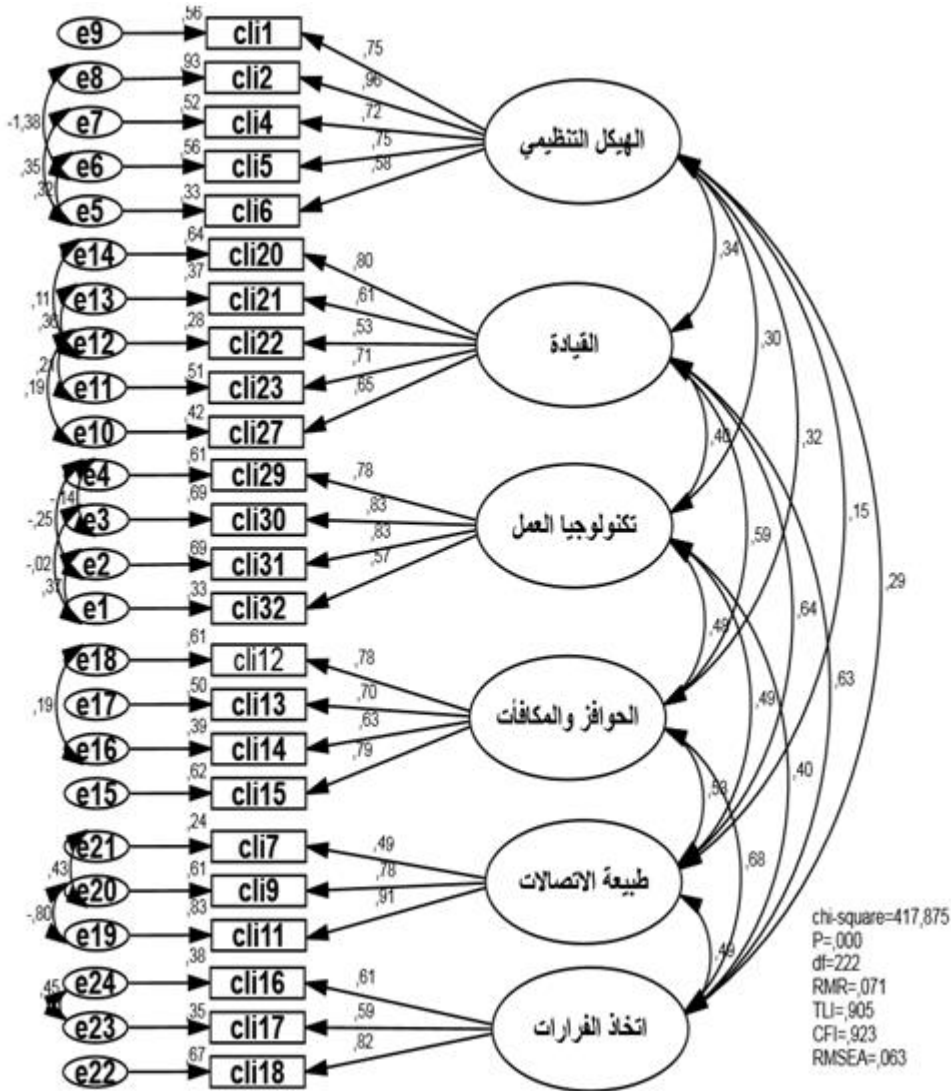 ,56
e9 cli1 ,75
,93
e8 cli2 ,96
,52
e7 cli4 ,72
-1,38
,56
e6 cli5 ,75
,35
,32
,33
e5 cli6 ,58
الهيكل التنظيمي
,64
e14 cli20 ,80
,37
e13 cli21 ,61
,11
,36
,28
e12 cli22 ,53
,51
e11 cli23 ,71
,19
,42
e10 cli27 ,65
القيادة
,34
,30
,61
e4 cli29 ,78
-,14
,69
e3 cli30 ,83
-,25
,69
e2 cli31 ,83
-,02
,37
,33
e1 cli32 ,57
تكنولوجيا العمل
,40
,32
,59
,15
,29
,61
e18 cli12 ,78
,50
e17 cli13 ,70
,19
,39
e16 cli14 ,63
,62
e15 cli15 ,79
الحوافز والمكافأت
,64
,49
,63
,40
,24
e21 cli7 ,49
,43
,61
e20 cli9 ,78
-,80
,83
e19 cli11 ,91
طبيعة الاتصالات
,68
,38
e24 cli16 ,61
,45
,35
e23 cli17 ,59
,67
e22 cli18 ,82
اتخاذ القرارات
,49
chi-square=417,875
P=,000
df=222
RMR=,071
TLI=,905
CFI=,923
RMSEA=,063